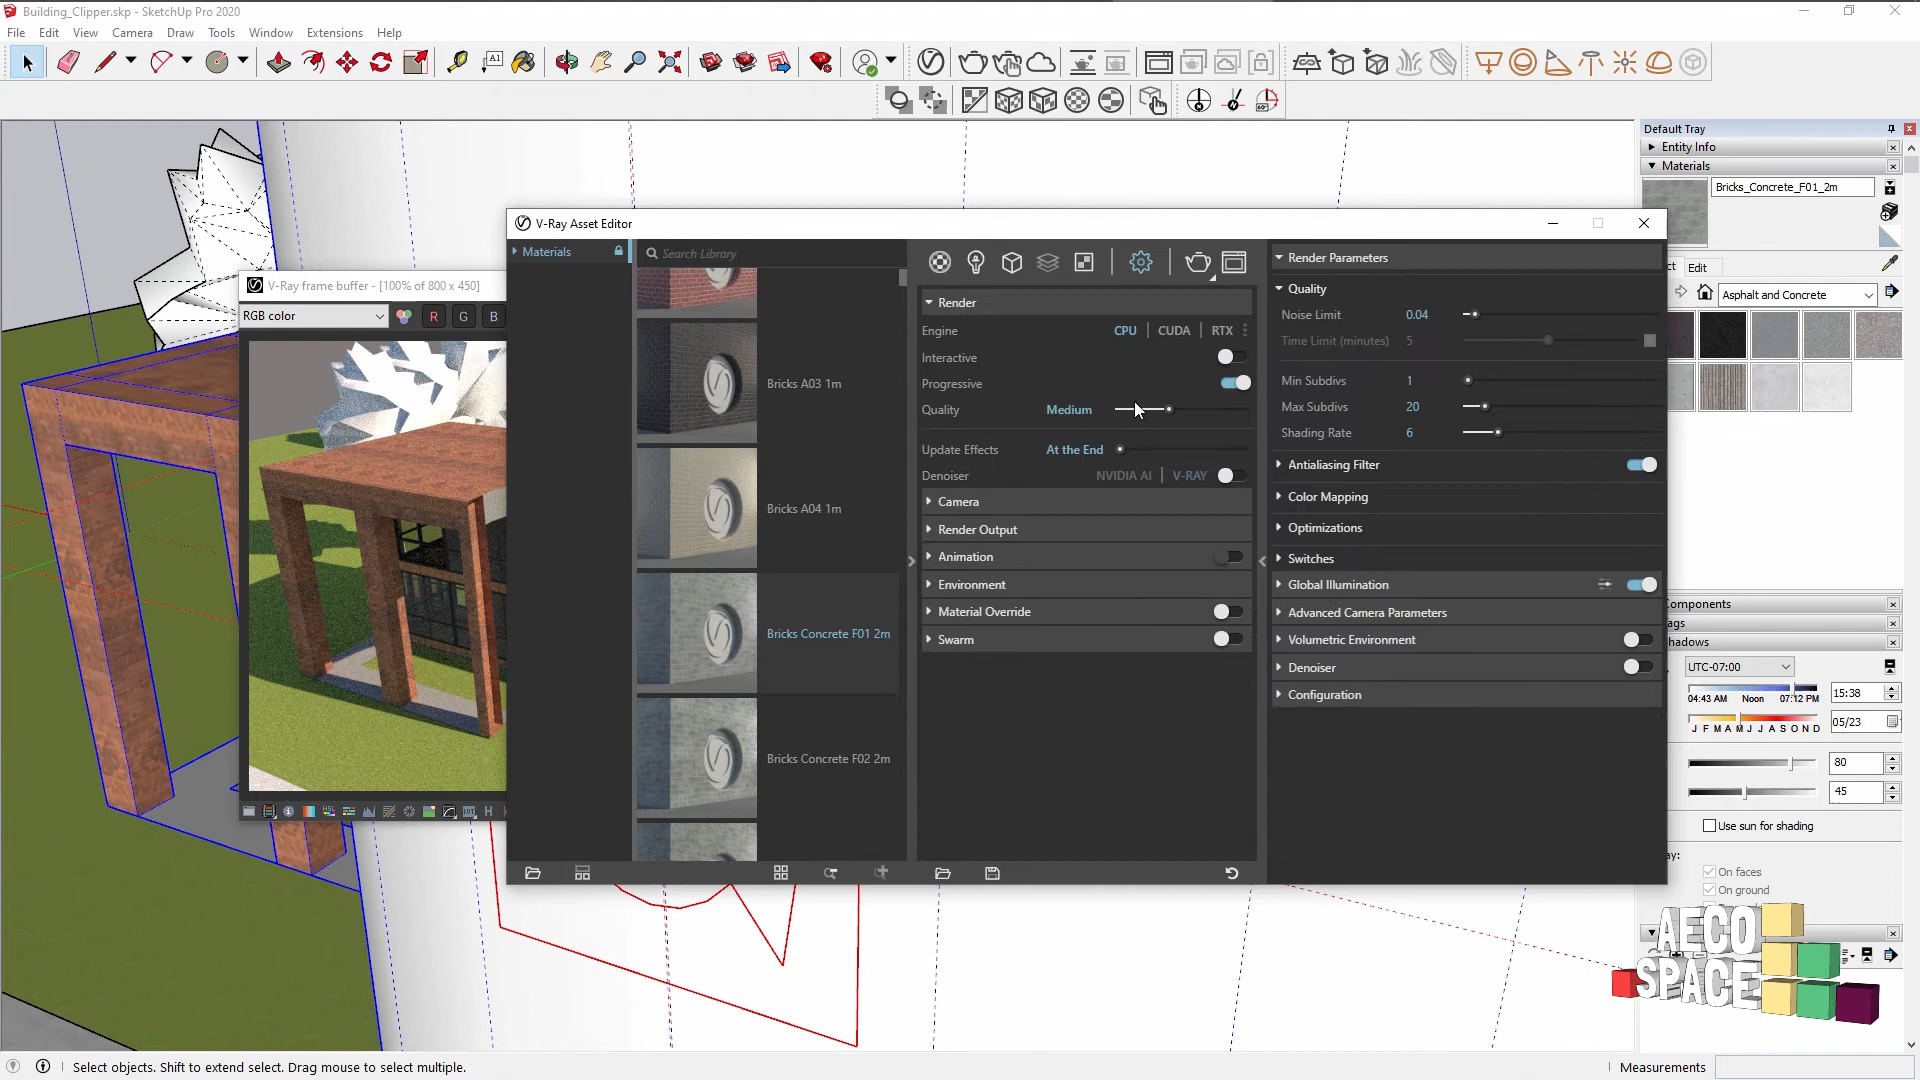 Building_Clipper.skp - SketchUp Pro 2020
File Edit View Camera Draw Tools Window Extensions Help
A1
Default Tray
Entity Info
Materials
Bricks_Concrete_F01_2m
Edit
Asphalt and Concrete
Components
UTC-07:00
15:38
04:43 AM Noon 07:12 PM
05/23
J F M A M J J A S O N D
80
45
Use sun for shading
On faces
On ground
V-Ray frame buffer - [100% of 800 x 450]
RGB color
R G B
V-Ray Asset Editor
Materials
Search Library
Bricks A03 1m
Bricks A04 1m
Bricks Concrete F01 2m
Bricks Concrete F02 2m
Render
Engine CPU CUDA RTX
Interactive
Progressive
Quality Medium
Update Effects At the End
Denoiser NVIDIA AI V-RAY
Camera
Render Output
Animation
Environment
Material Override
Swarm
Render Parameters
Quality
Noise Limit 0.04
Time Limit (minutes) 5
Min Subdivs 1
Max Subdivs 20
Shading Rate 6
Antialiasing Filter
Color Mapping
Optimizations
Switches
Global Illumination
Advanced Camera Parameters
Volumetric Environment
Denoiser
Configuration
AECO
SPACE
Select objects. Shift to extend select. Drag mouse to select multiple.
Measurements